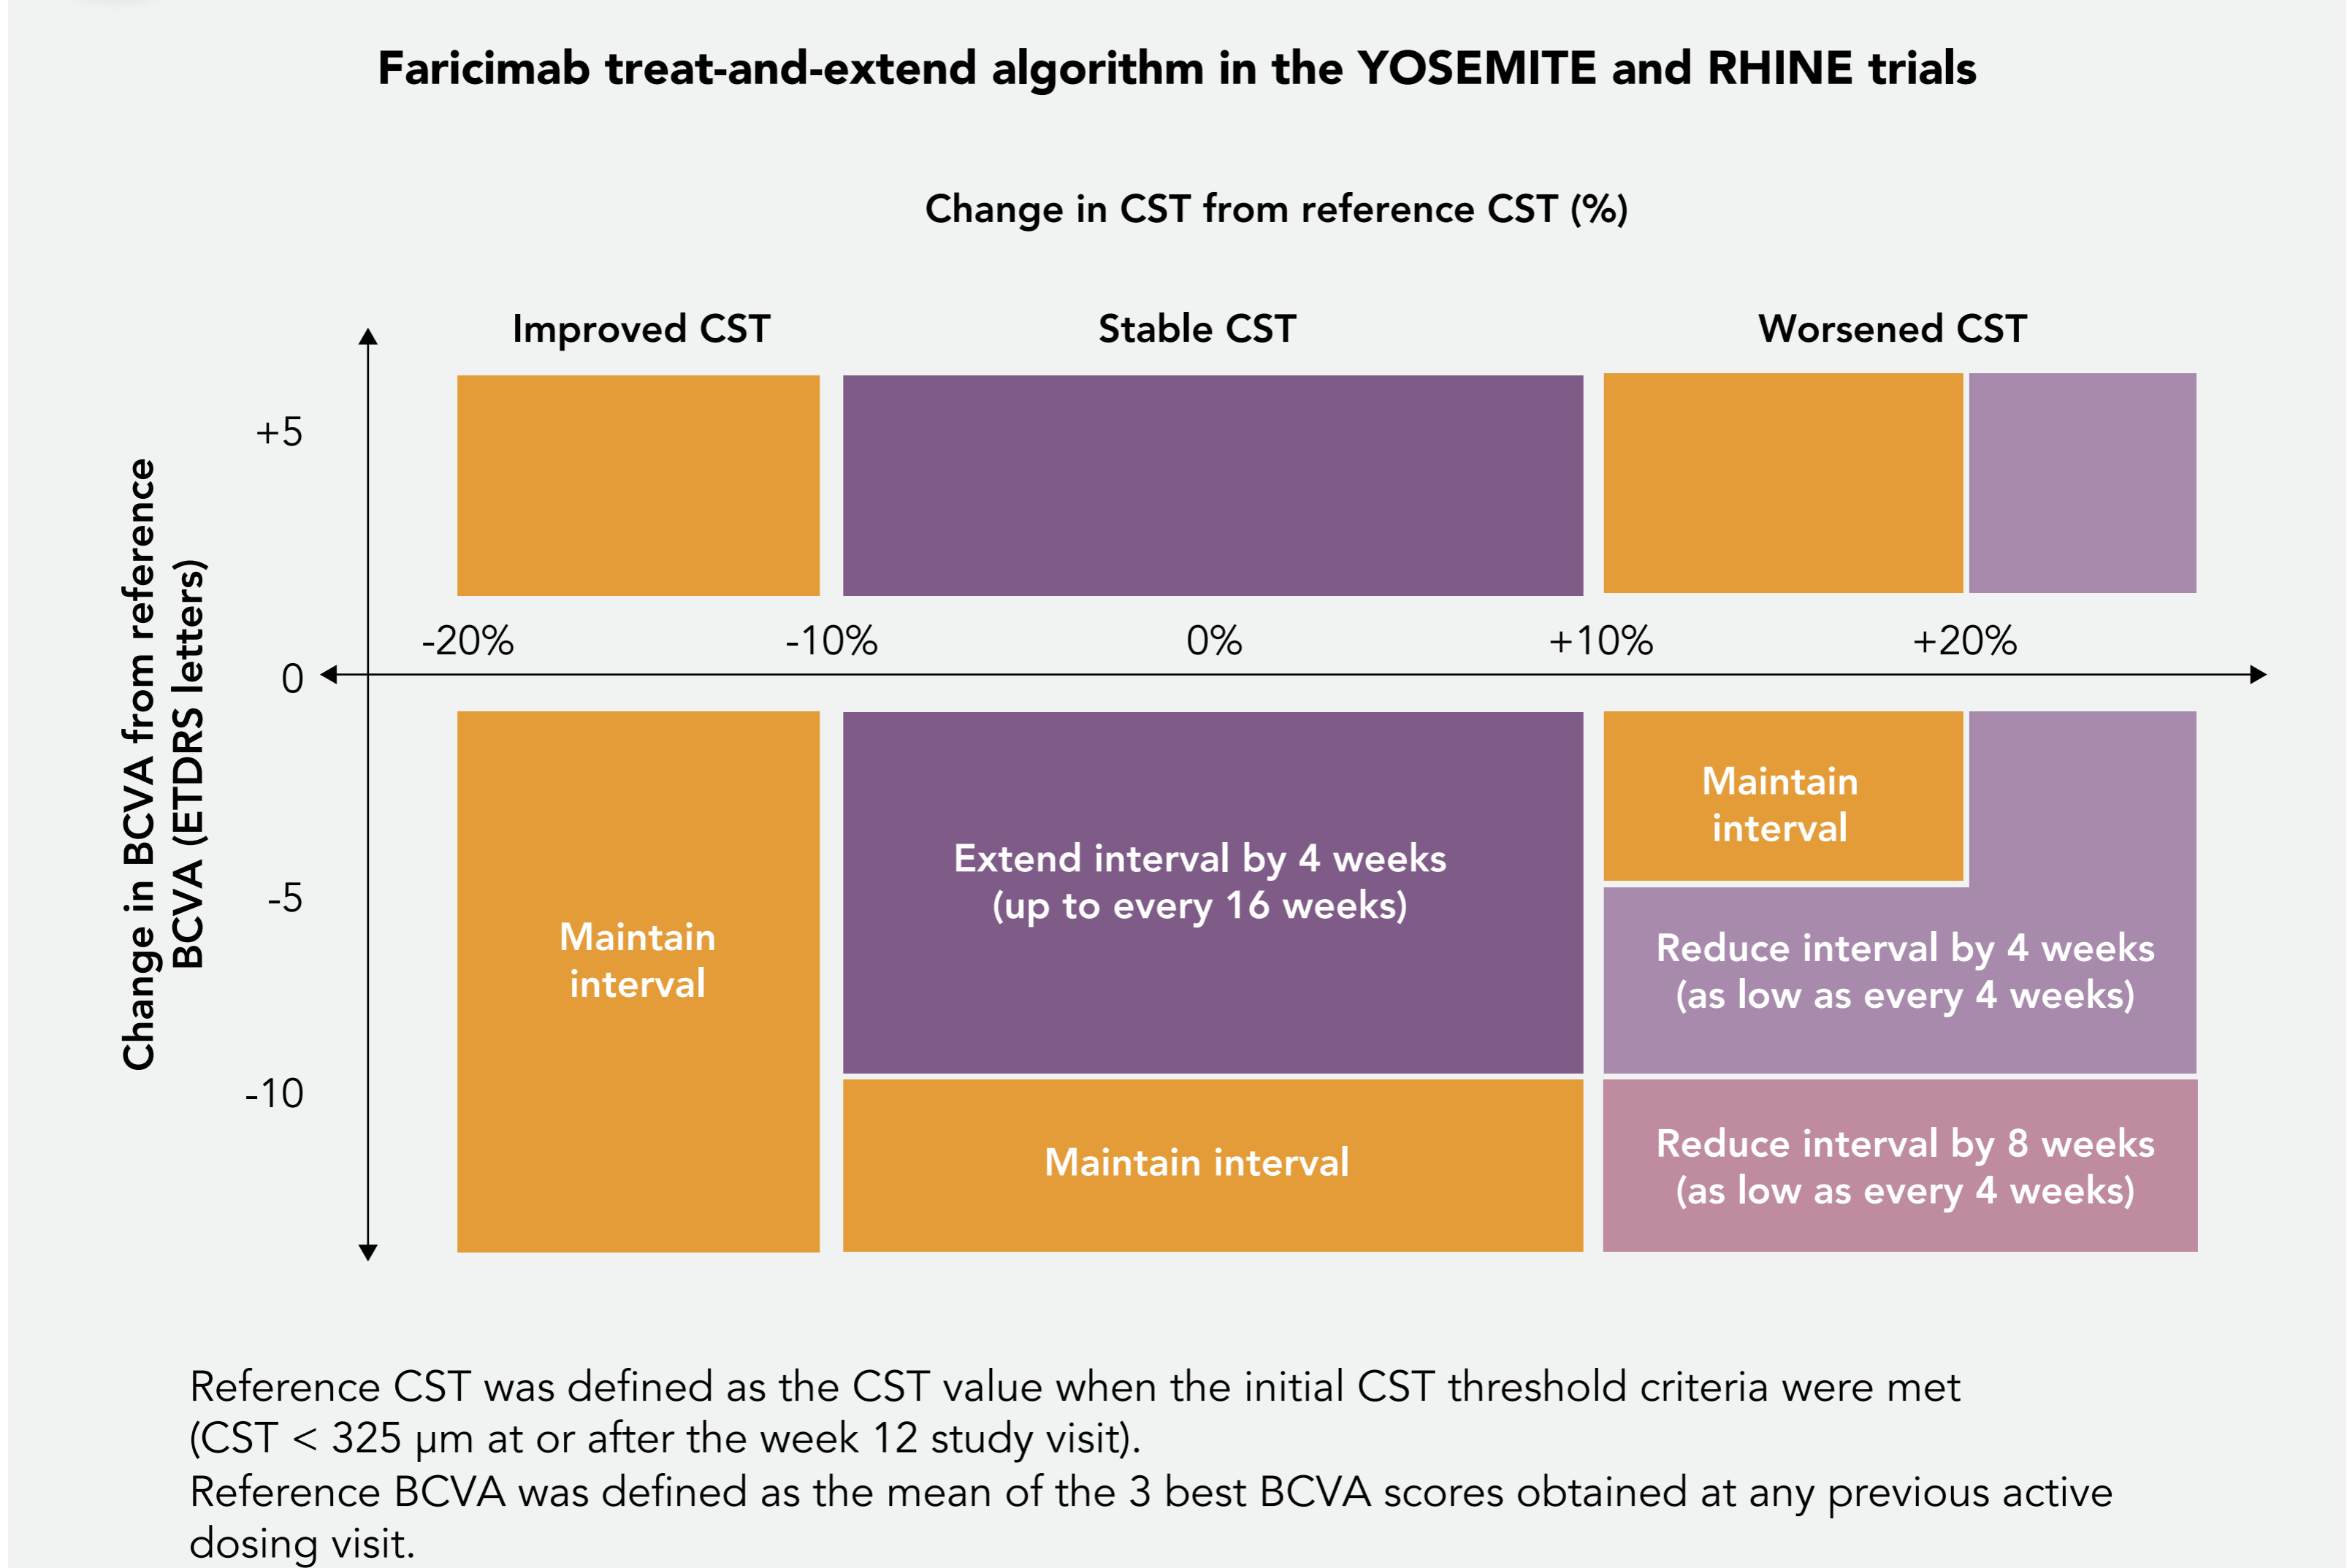 Faricimab treat-and-extend algorithm in the YOSEMITE and RHINE trials
Change in CST from reference CST (%)
Improved CST
Stable CST
Worsened CST
Change in BCVA from reference
BCVA (ETDRS letters)
+5
0
-5
-10
-20%
-10%
0%
+10%
+20%
Maintain
interval
Extend interval by 4 weeks
(up to every 16 weeks)
Maintain
interval
Reduce interval by 4 weeks
(as low as every 4 weeks)
Maintain interval
Reduce interval by 8 weeks
(as low as every 4 weeks)
Reference CST was defined as the CST value when the initial CST threshold criteria were met
(CST < 325 µm at or after the week 12 study visit).
Reference BCVA was defined as the mean of the 3 best BCVA scores obtained at any previous active
dosing visit.